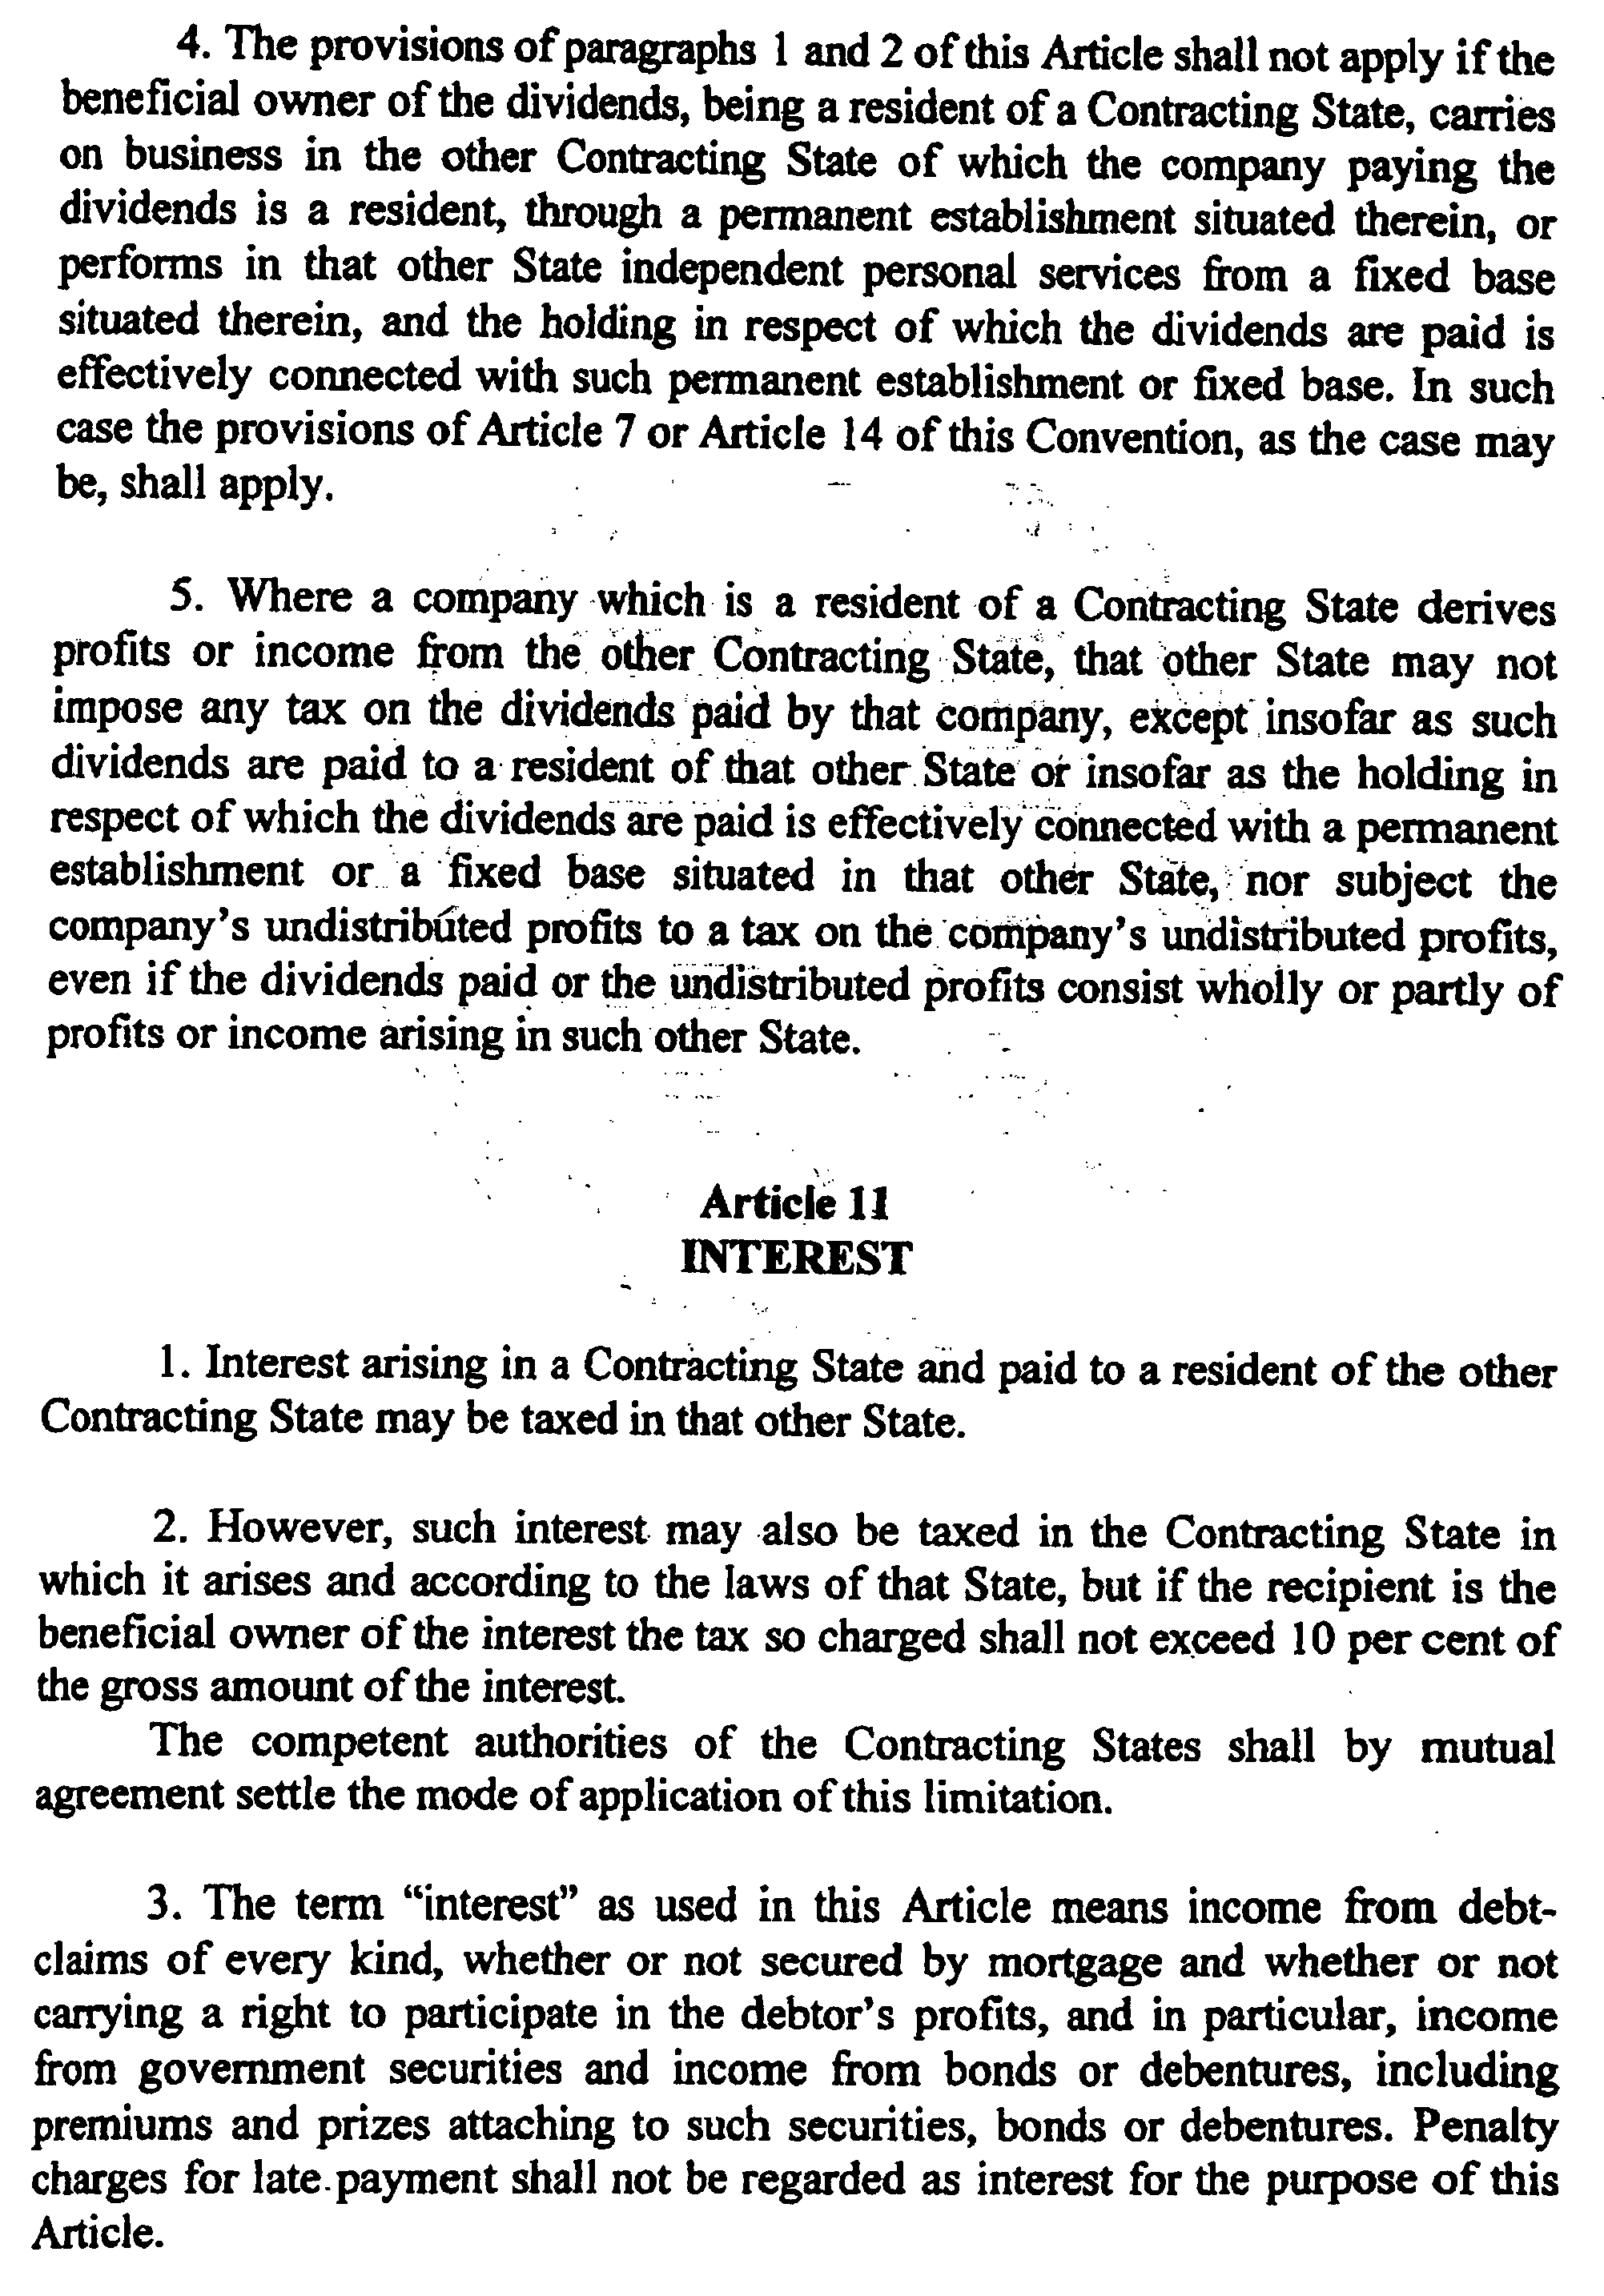 4. The provisions of paragraphs 1 and 2 of this Article shall not apply if the
beneficial owner of the dividends, being a resident of a Contracting State, carries
on business in the other Contracting State of which the company paying the
dividends is a resident, through a permanent establishment situated therein, or
performs in that other State independent personal services from a fixed base
situated therein, and the holding in respect of which the dividends are paid is
effectively connected with such permanent establishment or fixed base. In such
case the provisions of Article 7 or Article 14 of this Convention, as the case may
be, shall apply.
5. Where a company which is a resident of a Contracting State derives
profits or income from the other Contracting State, that other State may not
impose any tax on the dividends paid by that company, except insofar as such
dividends are paid to a resident of that other State or insofar as the holding in
respect of which the dividends are paid is effectively connected with a permanent
establishment or a fixed base situated in that other State, nor subject the
company's undistributed profits to a tax on the company's undistributed profits,
even if the dividends paid or the undistributed profits consist wholly or partly of
profits or income arising in such other State.
Article 11
INTEREST
1. Interest arising in a Contracting State and paid to a resident of the other
Contracting State may be taxed in that other State.
2. However, such interest may also be taxed in the Contracting State in
which it arises and according to the laws of that State, but if the recipient is the
beneficial owner of the interest the tax so charged shall not exceed 10 per cent of
the gross amount of the interest.
The competent authorities of the Contracting States shall by mutual
agreement settle the mode of application of this limitation.
3. The term “interest” as used in this Article means income from debt-
claims of every kind, whether or not secured by mortgage and whether or not
carrying a right to participate in the debtor's profits, and in particular, income
from government securities and income from bonds or debentures, including
premiums and prizes attaching to such securities, bonds or debentures. Penalty
charges for late payment shall not be regarded as interest for the purpose of this
Article.